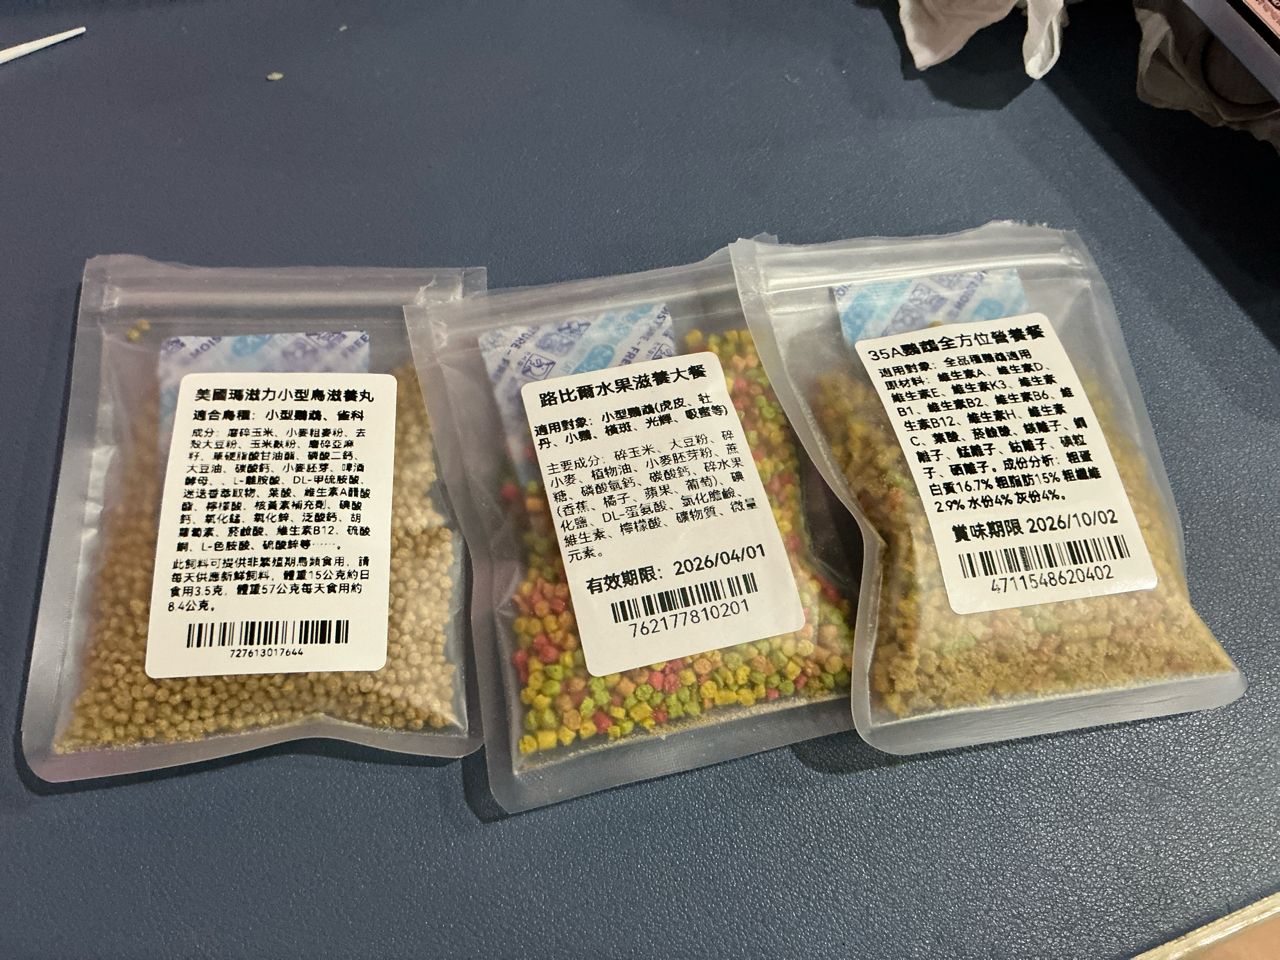 美國瑪滋力小型鳥滋養丸
適合鳥種：小型鸚鵡、雀科
成分：磨碎玉米、小麥粗麥粉、去
殼大豆粉、玉米麩粉、磨碎亞麻
籽、單硬脂酸甘油酯、磷酸二鈣、
大豆油、碳酸鈣、小麥胚芽、啤酒
酵母、、L-離胺酸、DL-甲硫胺酸、
迷迭香萃取物、葉酸、維生素A醋酸
酯、檸檬酸、核黃素補充劑、碘酸
鈣、氧化錳、氧化鋅、泛酸鈣、胡
蘿蔔素、菸鹼酸、維生素B12、硫酸
銅、L-色胺酸、硫酸鋅等……。
此飼料可提供非繁殖期鳥類食用，請
每天供應新鮮飼料，體重15公克約日
食用3.5克，體重57公克每天食用約
8.4公克。
727613017644
路比爾水果滋養大餐
適用對象：小型鸚鵡(虎皮、牡
丹、小鸚、橫斑、光輝、吸蜜等)
主要成分：碎玉米、大豆粉、碎
小麥、植物油、小麥胚芽粉、蔗
糖、磷酸氫鈣、碳酸鈣、碎水果
(香蕉、橘子、蘋果、葡萄)、碘
化鹽、DL-蛋氨酸、氯化膽鹼、
維生素、檸檬酸、礦物質、微量
元素。
有效期限：2026/04/01
762177810201
35A鸚鵡全方位營養餐
適用對象：全品種鸚鵡適用
原材料：維生素A、維生素D、
維生素E、維生素K3、維生素
B1、維生素B2、維生素B6、維
生素B12、維生素H、維生素
C、葉酸、菸鹼酸、鎂離子、銅
離子、錳離子、鈷離子、碘粒
子、硒離子。成份分析：粗蛋
白質16.7% 粗脂肪15% 粗纖維
2.9% 水份4% 灰份4%。
賞味期限 2026/10/02
4711548620402